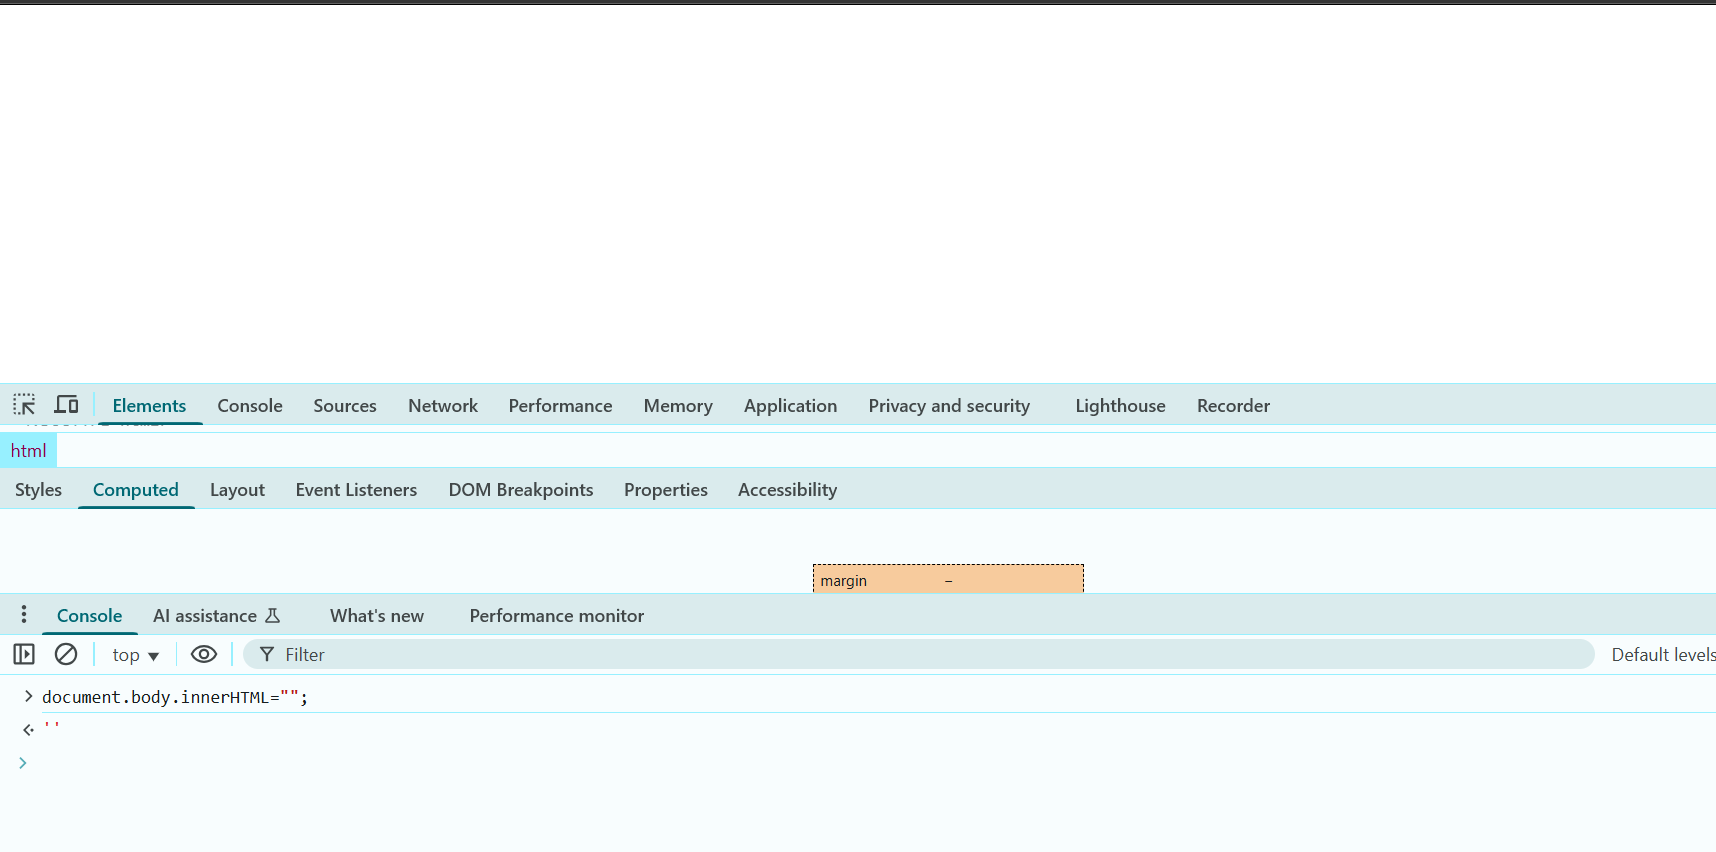 Elements Console Sources Network Performance Memory Application Privacy and security Lighthouse Recorder
html
Styles Computed Layout Event Listeners DOM Breakpoints Properties Accessibility
margin –
Console AI assistance What's new Performance monitor
top Filter Default levels
> document.body.innerHTML="";
''
>